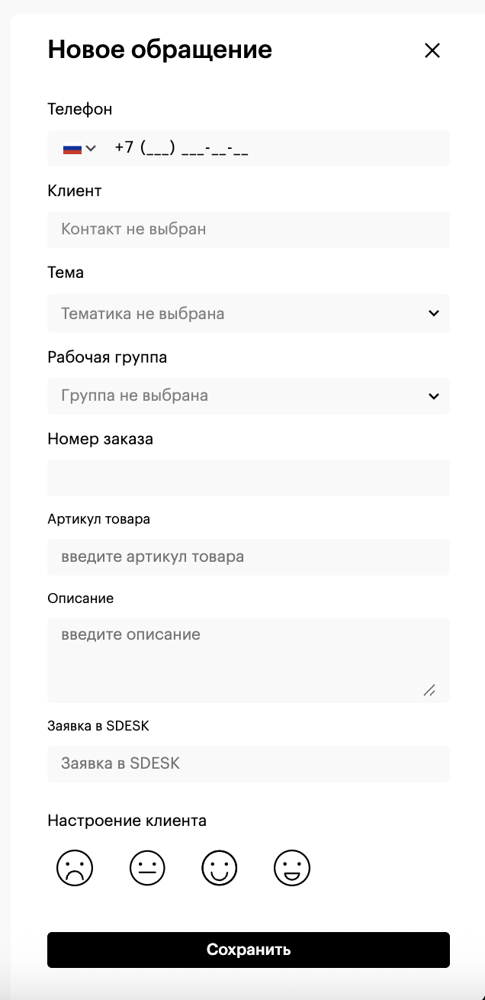 Новое обращение
Телефон
+7 (___) ___-__-__
Клиент
Контакт не выбран
Тема
Тематика не выбрана
Рабочая группа
Группа не выбрана
Номер заказа
Артикул товара
введите артикул товара
Описание
введите описание
Заявка в SDESK
Заявка в SDESK
Настроение клиента
Сохранить